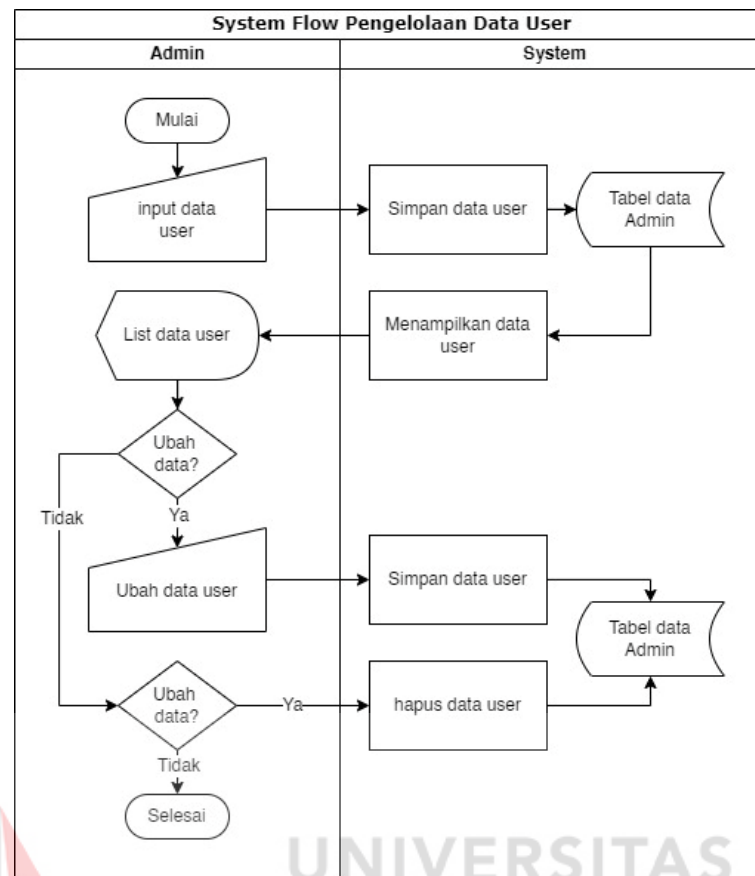 System Flow Pengelolaan Data User
Admin
System
Mulai
input data
user
Simpan data user
Tabel data
Admin
List data user
Menampilkan data
user
Ubah
data?
Tidak
Ya
Ubah data user
Simpan data user
Tabel data
Admin
Ubah
data?
Ya
hapus data user
Tidak
Selesai
UNIVERSITAS